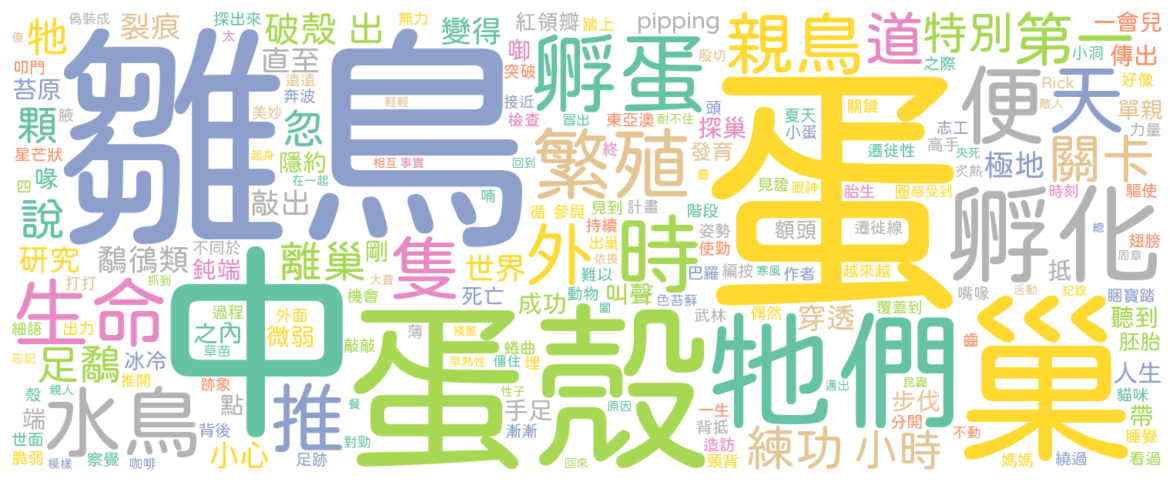 偽裝成 探出來 無力 踏上 紅領瓣 pipping 一會兒
傻 牠 裂痕 破殼 出 變得 啣 孵蛋 親鳥 道 特別 第一 傳出
叩門 太 直至 突破 殷切 之際 小洞
苔原 遠遠 奔波 接近 頭 夏天 關鍵 便 天 Rick 好像
腋 美妙 輕輕 檢查 冒出 東亞澳 耐不住 小蛋 志工 敵人 單親
顆 忽 雛鳥 繁殖 探巢 蛋 高手 力量
星芒狀 隱約 起身 相互 事實 終 發育 遷徙性 夾死 極地 關卡
四 喙 在一起 回到 曲 見證 眼神 胎生 炙熱 時刻 驅使
說 敲出 喃 循 參與 見到 計畫 階段 圈 感受到 孵化 總 翅膀
持續 姿勢 額頭 遷徙線 周章
研究 鷸鴴類 不同於 離巢 剛 隻 外 出巢 依畏 時 使勁 抵
打打 鈍端 抓到 大費 世界 難以 巴羅 編按 寒風 作者 越來越 嘴喙 活動 記錄
生命 中 機會 死亡 成功 動物 叫聲 色苔蘚 偶然 覆蓋到 睏寶踏
細語 出力 之內 過程 外面 微弱 薄 殘酷 圖 武林 穿透 聽到
草苗 敲敲 蜷曲 齒 胚胎
忘記 足鷸 冰冷 蛋殼 早熟性 僵住 埋 牠們 巢
推開 跡象 昆蟲 人生
殼 親人 推 性子 邁出 步伐 貓咪
端 水鳥 點 餐 手足 原因 一生 分開 不動 帶
世面 背後 對勁 漸漸 背抵 睡覺
脆弱 模樣 察覺 咖啡 小心 足跡 回來 造訪 頸背 練功 小時 媽媽 繞過 看過